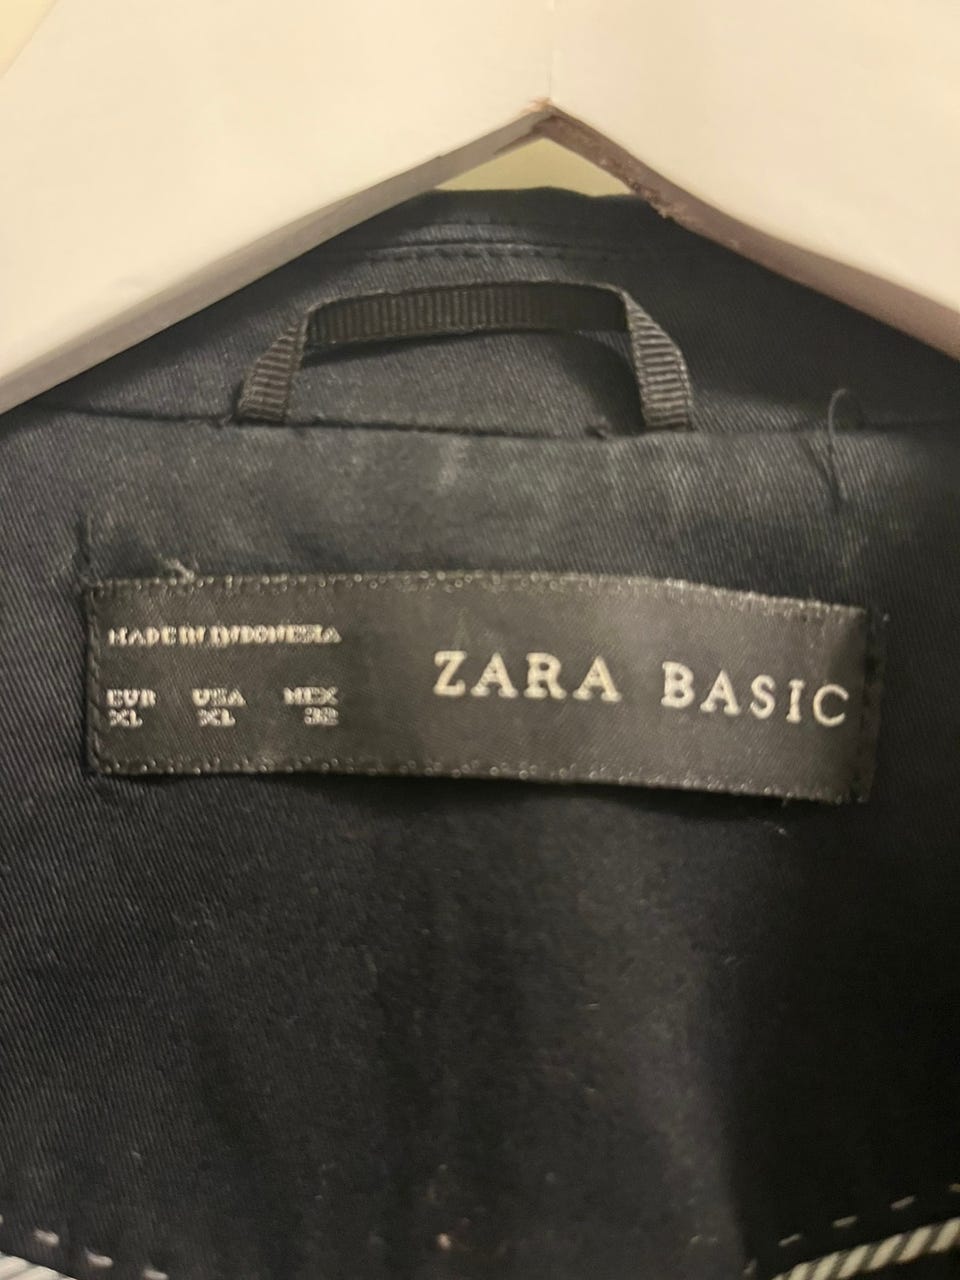 MADE IN INDONESIA
EUR USA MEX
XL XL 32
ZARA BASIC